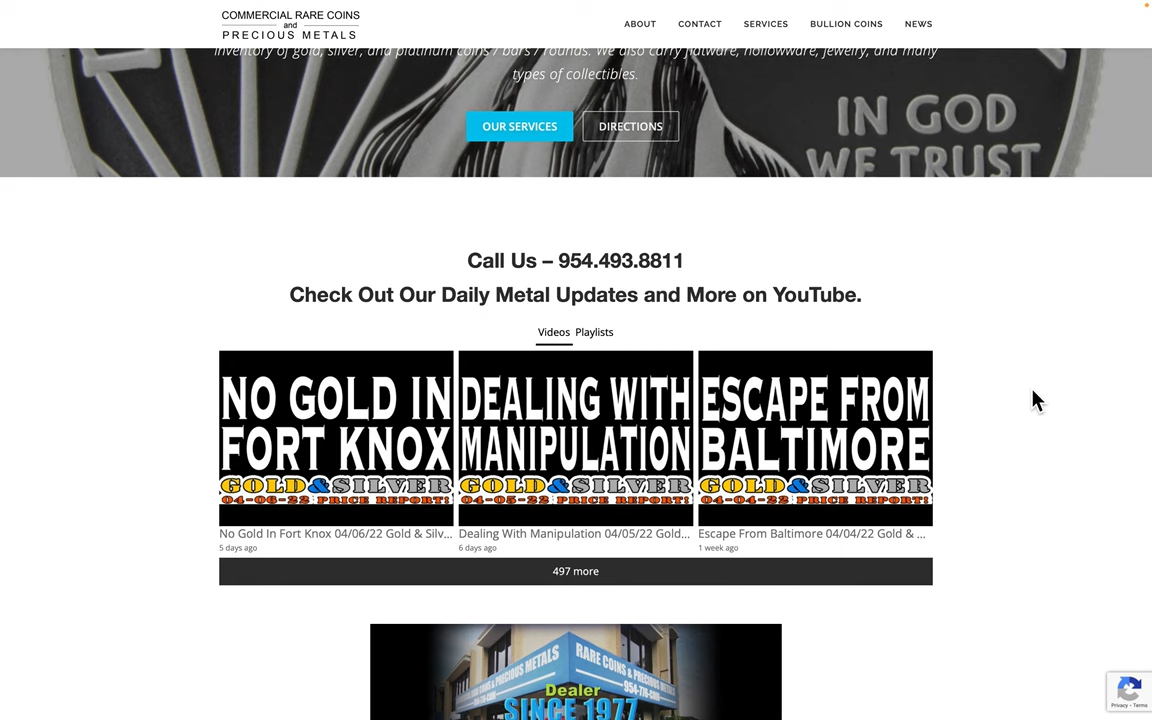 COMMERCIAL RARE COINS
and
PRECIOUS METALS
ABOUT CONTACT SERVICES BULLION COINS NEWS
inventory of gold, silver, and platinum coins / bars / rounds. We also carry flatware, hollowware, jewelry, and many
types of collectibles.
OUR SERVICES DIRECTIONS
IN GOD
WE TRUST
Call Us – 954.493.8811
Check Out Our Daily Metal Updates and More on YouTube.
Videos Playlists
NO GOLD IN
FORT KNOX
GOLD&SILVER
04-06-22 PRICE REPORT!
DEALING WITH
MANIPULATION
GOLD&SILVER
04-05-22 PRICE REPORT!
ESCAPE FROM
BALTIMORE
GOLD&SILVER
04-04-22 PRICE REPORT!
No Gold In Fort Knox 04/06/22 Gold & Silv...
5 days ago
Dealing With Manipulation 04/05/22 Gold...
6 days ago
Escape From Baltimore 04/04/22 Gold & ...
1 week ago
497 more
COINS & PRECIOUS METALS
RARE COINS & PRECIOUS METALS
Dealer
SINCE 1977
Privacy - Terms